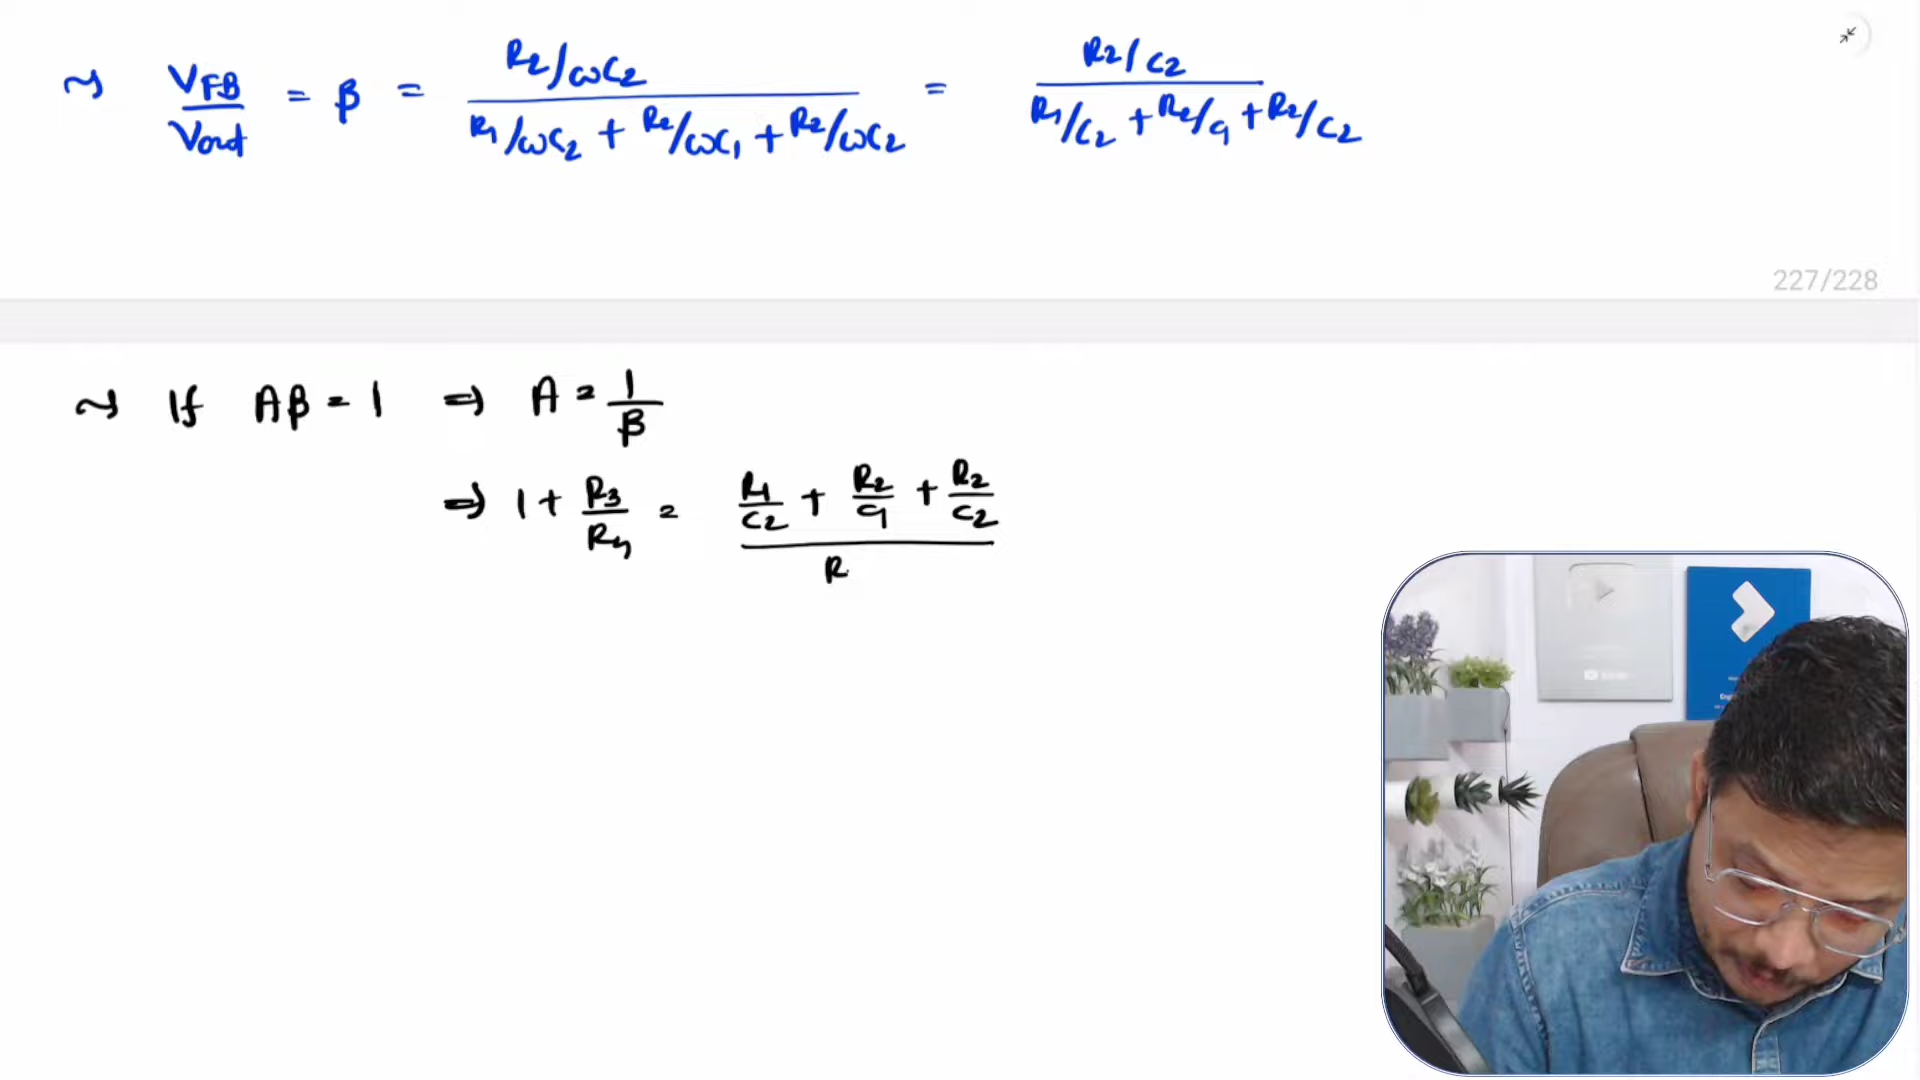 ~> V_FB / V_out = β = (R2/ωC2) / (R1/ωC2 + R2/ωC1 + R2/ωC2) = (R2/C2) / (R1/C2 + R2/C1 + R2/C2)
227/228
~> If Aβ = 1 ⇒ A = 1/β
⇒ 1 + R3/R4 = (R1/C2 + R2/C1 + R2/C2) / R